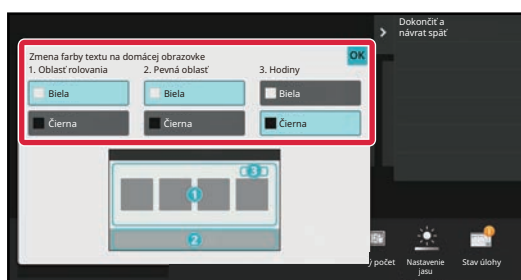 Dokončiť a
návrat späť
Zmena farby textu na domácej obrazovke
OK
1. Oblasť rolovania
2. Pevná oblasť
3. Hodiny
Biela
Biela
Biela
Čierna
Čierna
Čierna
3
1
2
ý počet
Nastavenie
jasu
Stav úlohy